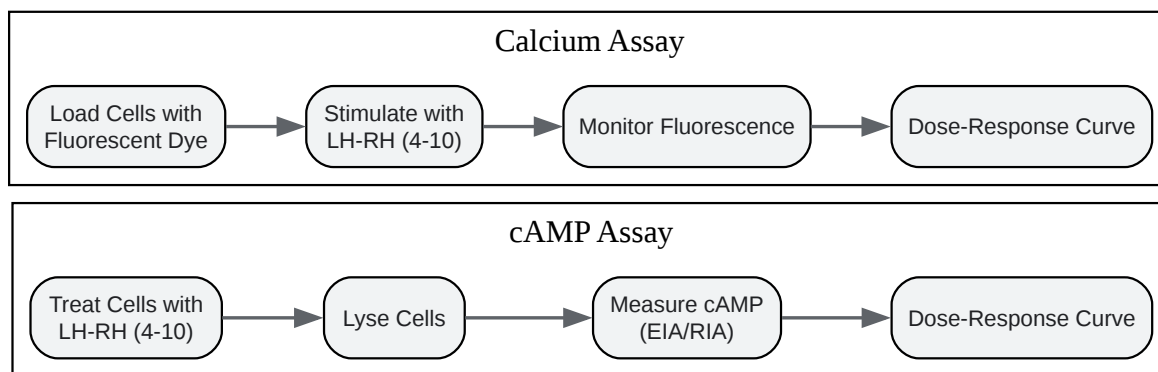 Calcium Assay
Load Cells with
Fluorescent Dye
Stimulate with
LH-RH (4-10)
Monitor Fluorescence
Dose-Response Curve
cAMP Assay
Treat Cells with
LH-RH (4-10)
Lyse Cells
Measure cAMP
(EIA/RIA)
Dose-Response Curve